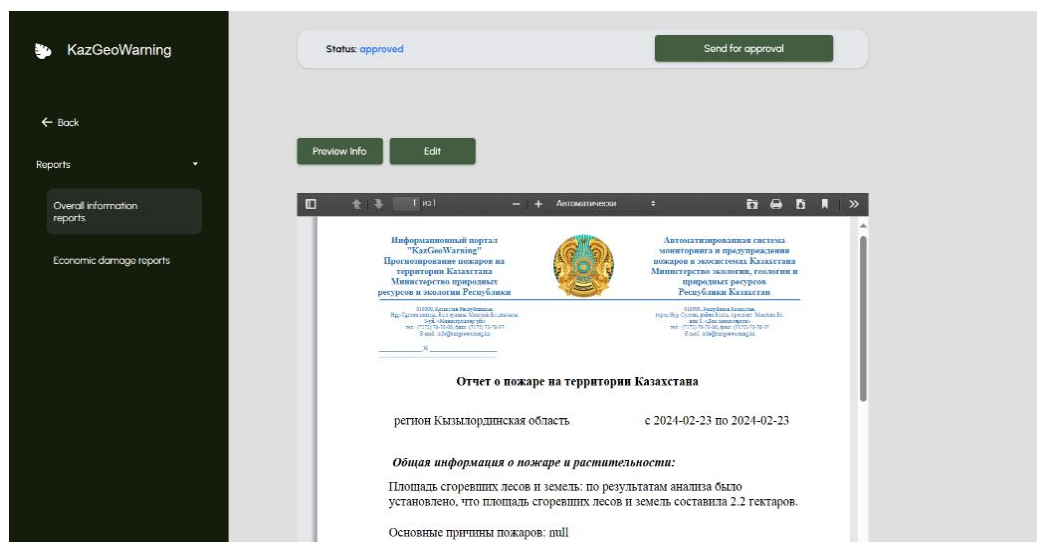 KazGeoWarning
Status: approved
Send for approval
← Back
Preview Info
Edit
Reports
Overall information
reports
Economic damage reports
1 из 1
Автоматически
Информационный портал
"KazGeoWarning"
Прогнозирование пожаров на
территории Казахстана
Министерство природных
ресурсов и экологии Республики
Автоматизированная система
мониторинга и предупреждения
пожаров в экосистемах Казахстана
Министерство экологии, геологии и
природных ресурсов
Республики Казахстан
№
Отчет о пожаре на территории Казахстана
регион Кызылординская область
с 2024-02-23 по 2024-02-23
Общая информация о пожаре и растительности:
Площадь сгоревших лесов и земель: по результатам анализа было
установлено, что площадь сгоревших лесов и земель составила 2.2 гектаров.
Основные причины пожаров: null